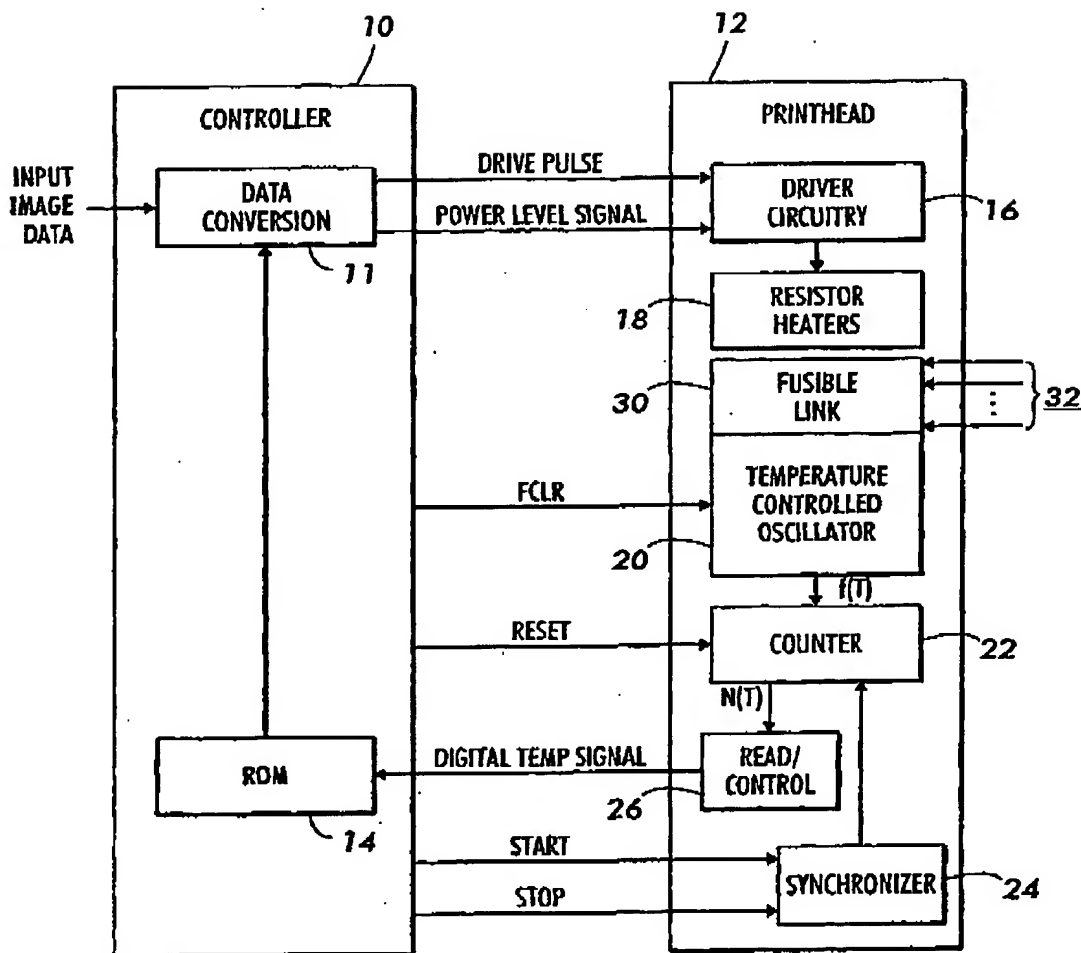 10
12
CONTROLLER
PRINTHEAD
INPUT
IMAGE
DATA
DATA
CONVERSION
11
DRIVE PULSE
POWER LEVEL SIGNAL
DRIVER
CIRCUITRY
16
18
RESISTOR
HEATERS
30
FUSIBLE
LINK
32
FCLR
TEMPERATURE
CONTROLLED
OSCILLATOR
20
f(T)
RESET
COUNTER
22
N(T)
ROM
14
DIGITAL TEMP SIGNAL
READ/
CONTROL
26
START
STOP
SYNCHRONIZER
24